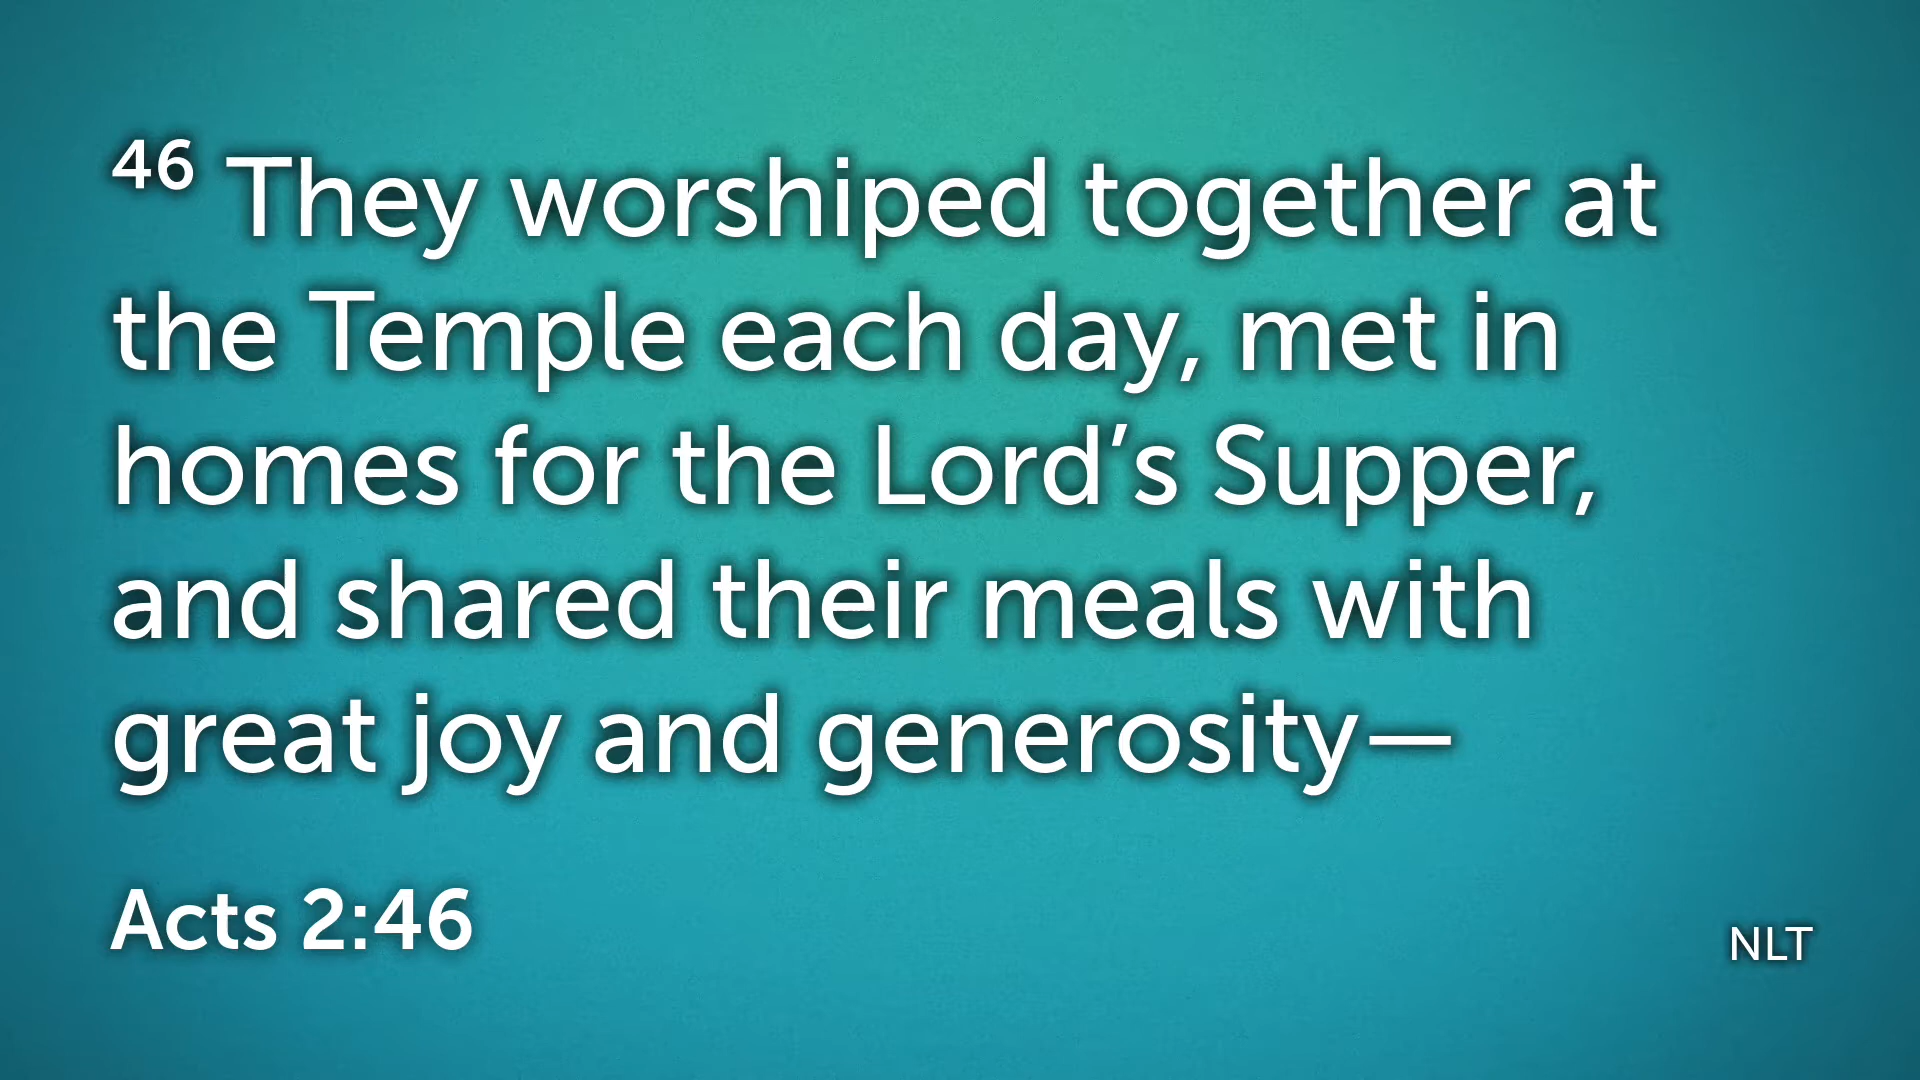 46 They worshiped together at
the Temple each day, met in
homes for the Lord’s Supper,
and shared their meals with
great joy and generosity—
Acts 2:46
NLT